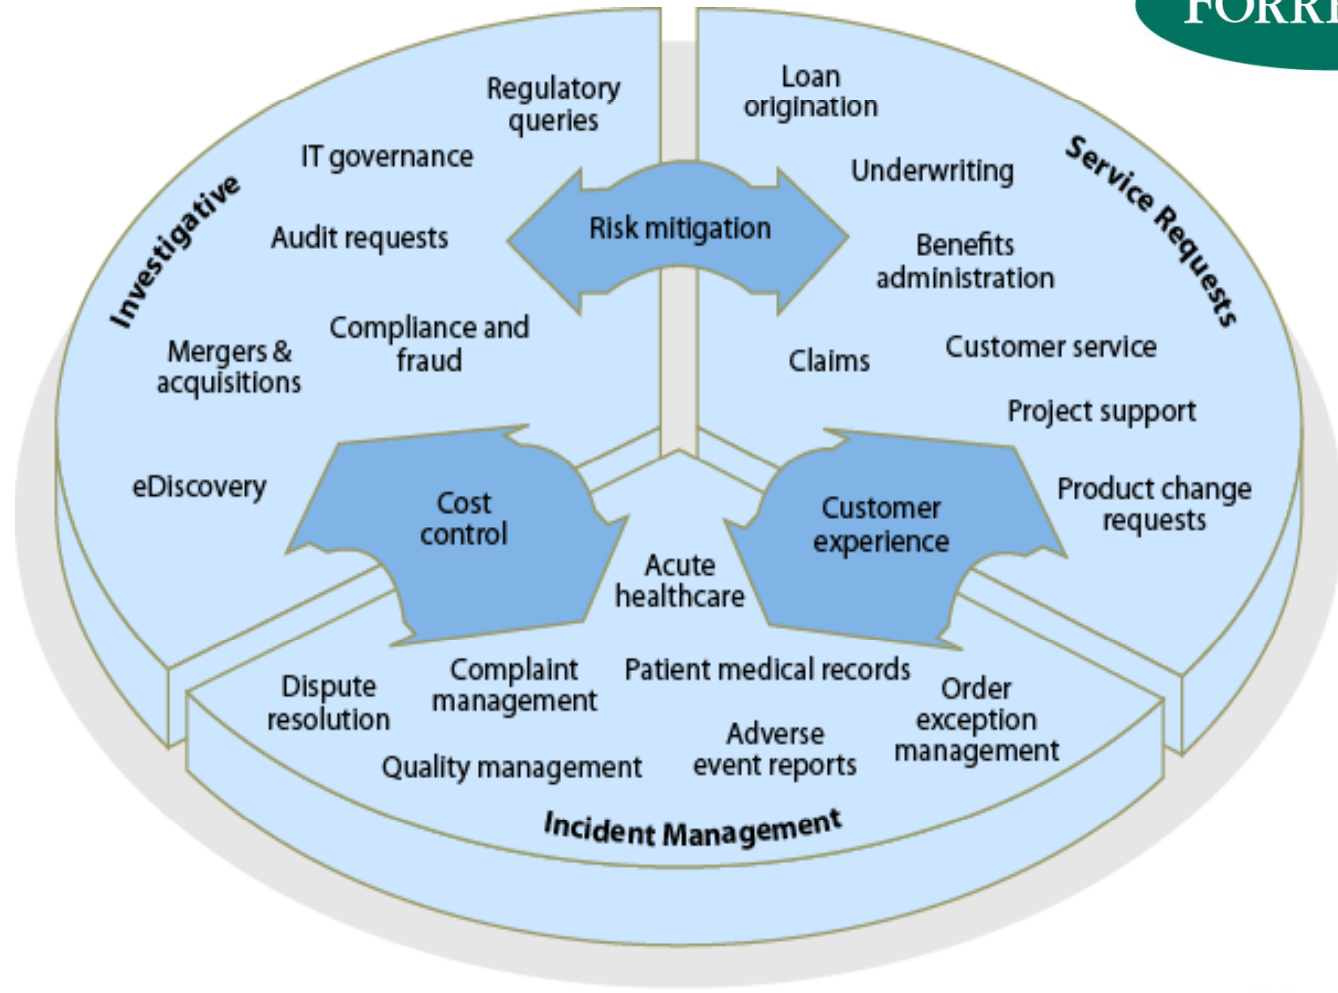 FORRE
Regulatory
queries
IT governance
Investigative
Audit requests
Compliance and
fraud
Mergers &
acquisitions
eDiscovery
Risk mitigation
Loan
origination
Underwriting
Service Requests
Benefits
administration
Claims
Customer service
Project support
Product change
requests
Cost
control
Customer
experience
Acute
healthcare
Dispute
resolution
Complaint
management
Patient medical records
Order
exception
management
Quality management
Adverse
event reports
Incident Management